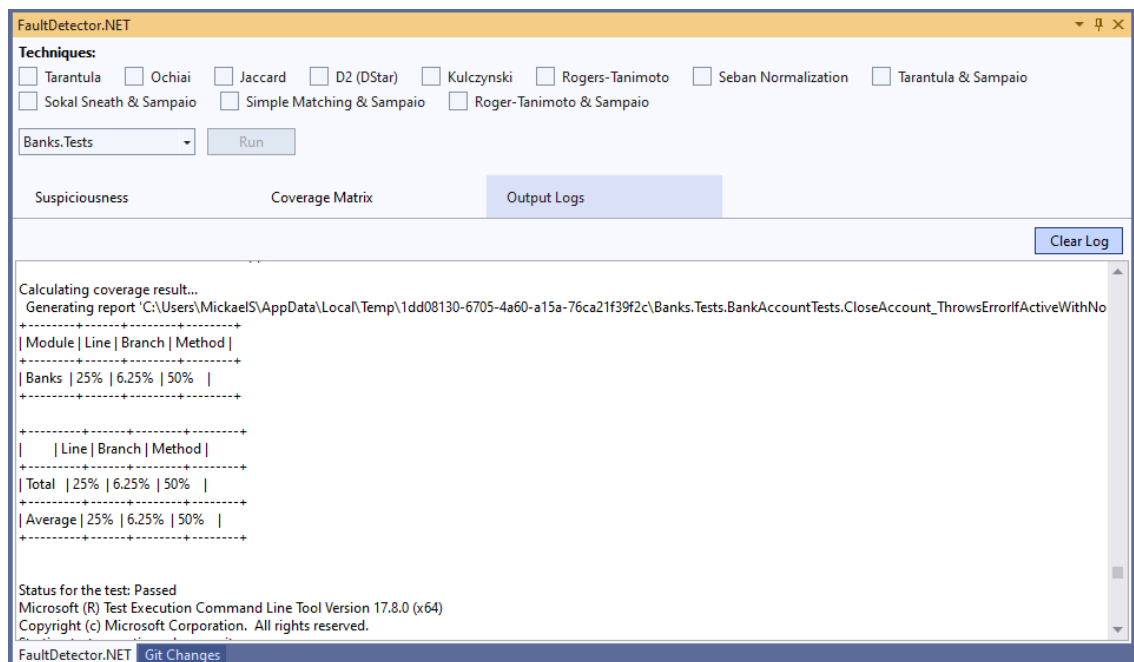 FaultDetector.NET
Techniques:
Tarantula Ochiai Jaccard D2 (DStar) Kulczynski Rogers-Tanimoto Seban Normalization Tarantula & Sampaio
Sokal Sneath & Sampaio Simple Matching & Sampaio Roger-Tanimoto & Sampaio
Banks.Tests Run
Suspiciousness Coverage Matrix Output Logs
Clear Log
Calculating coverage result...
Generating report 'C:\Users\MickaelS\AppData\Local\Temp\1dd08130-6705-4a60-a15a-76ca21f39f2c\Banks.Tests.BankAccountTests.CloseAccount_ThrowsErrorIfActiveWithNo
+---------+------+--------+--------+
| Module | Line | Branch | Method |
+---------+------+--------+--------+
| Banks | 25% | 6.25% | 50% |
+---------+------+--------+--------+
+---------+------+--------+--------+
| | Line | Branch | Method |
+---------+------+--------+--------+
| Total | 25% | 6.25% | 50% |
+---------+------+--------+--------+
| Average | 25% | 6.25% | 50% |
+---------+------+--------+--------+
Status for the test: Passed
Microsoft (R) Test Execution Command Line Tool Version 17.8.0 (x64)
Copyright (c) Microsoft Corporation. All rights reserved.
FaultDetector.NET Git Changes